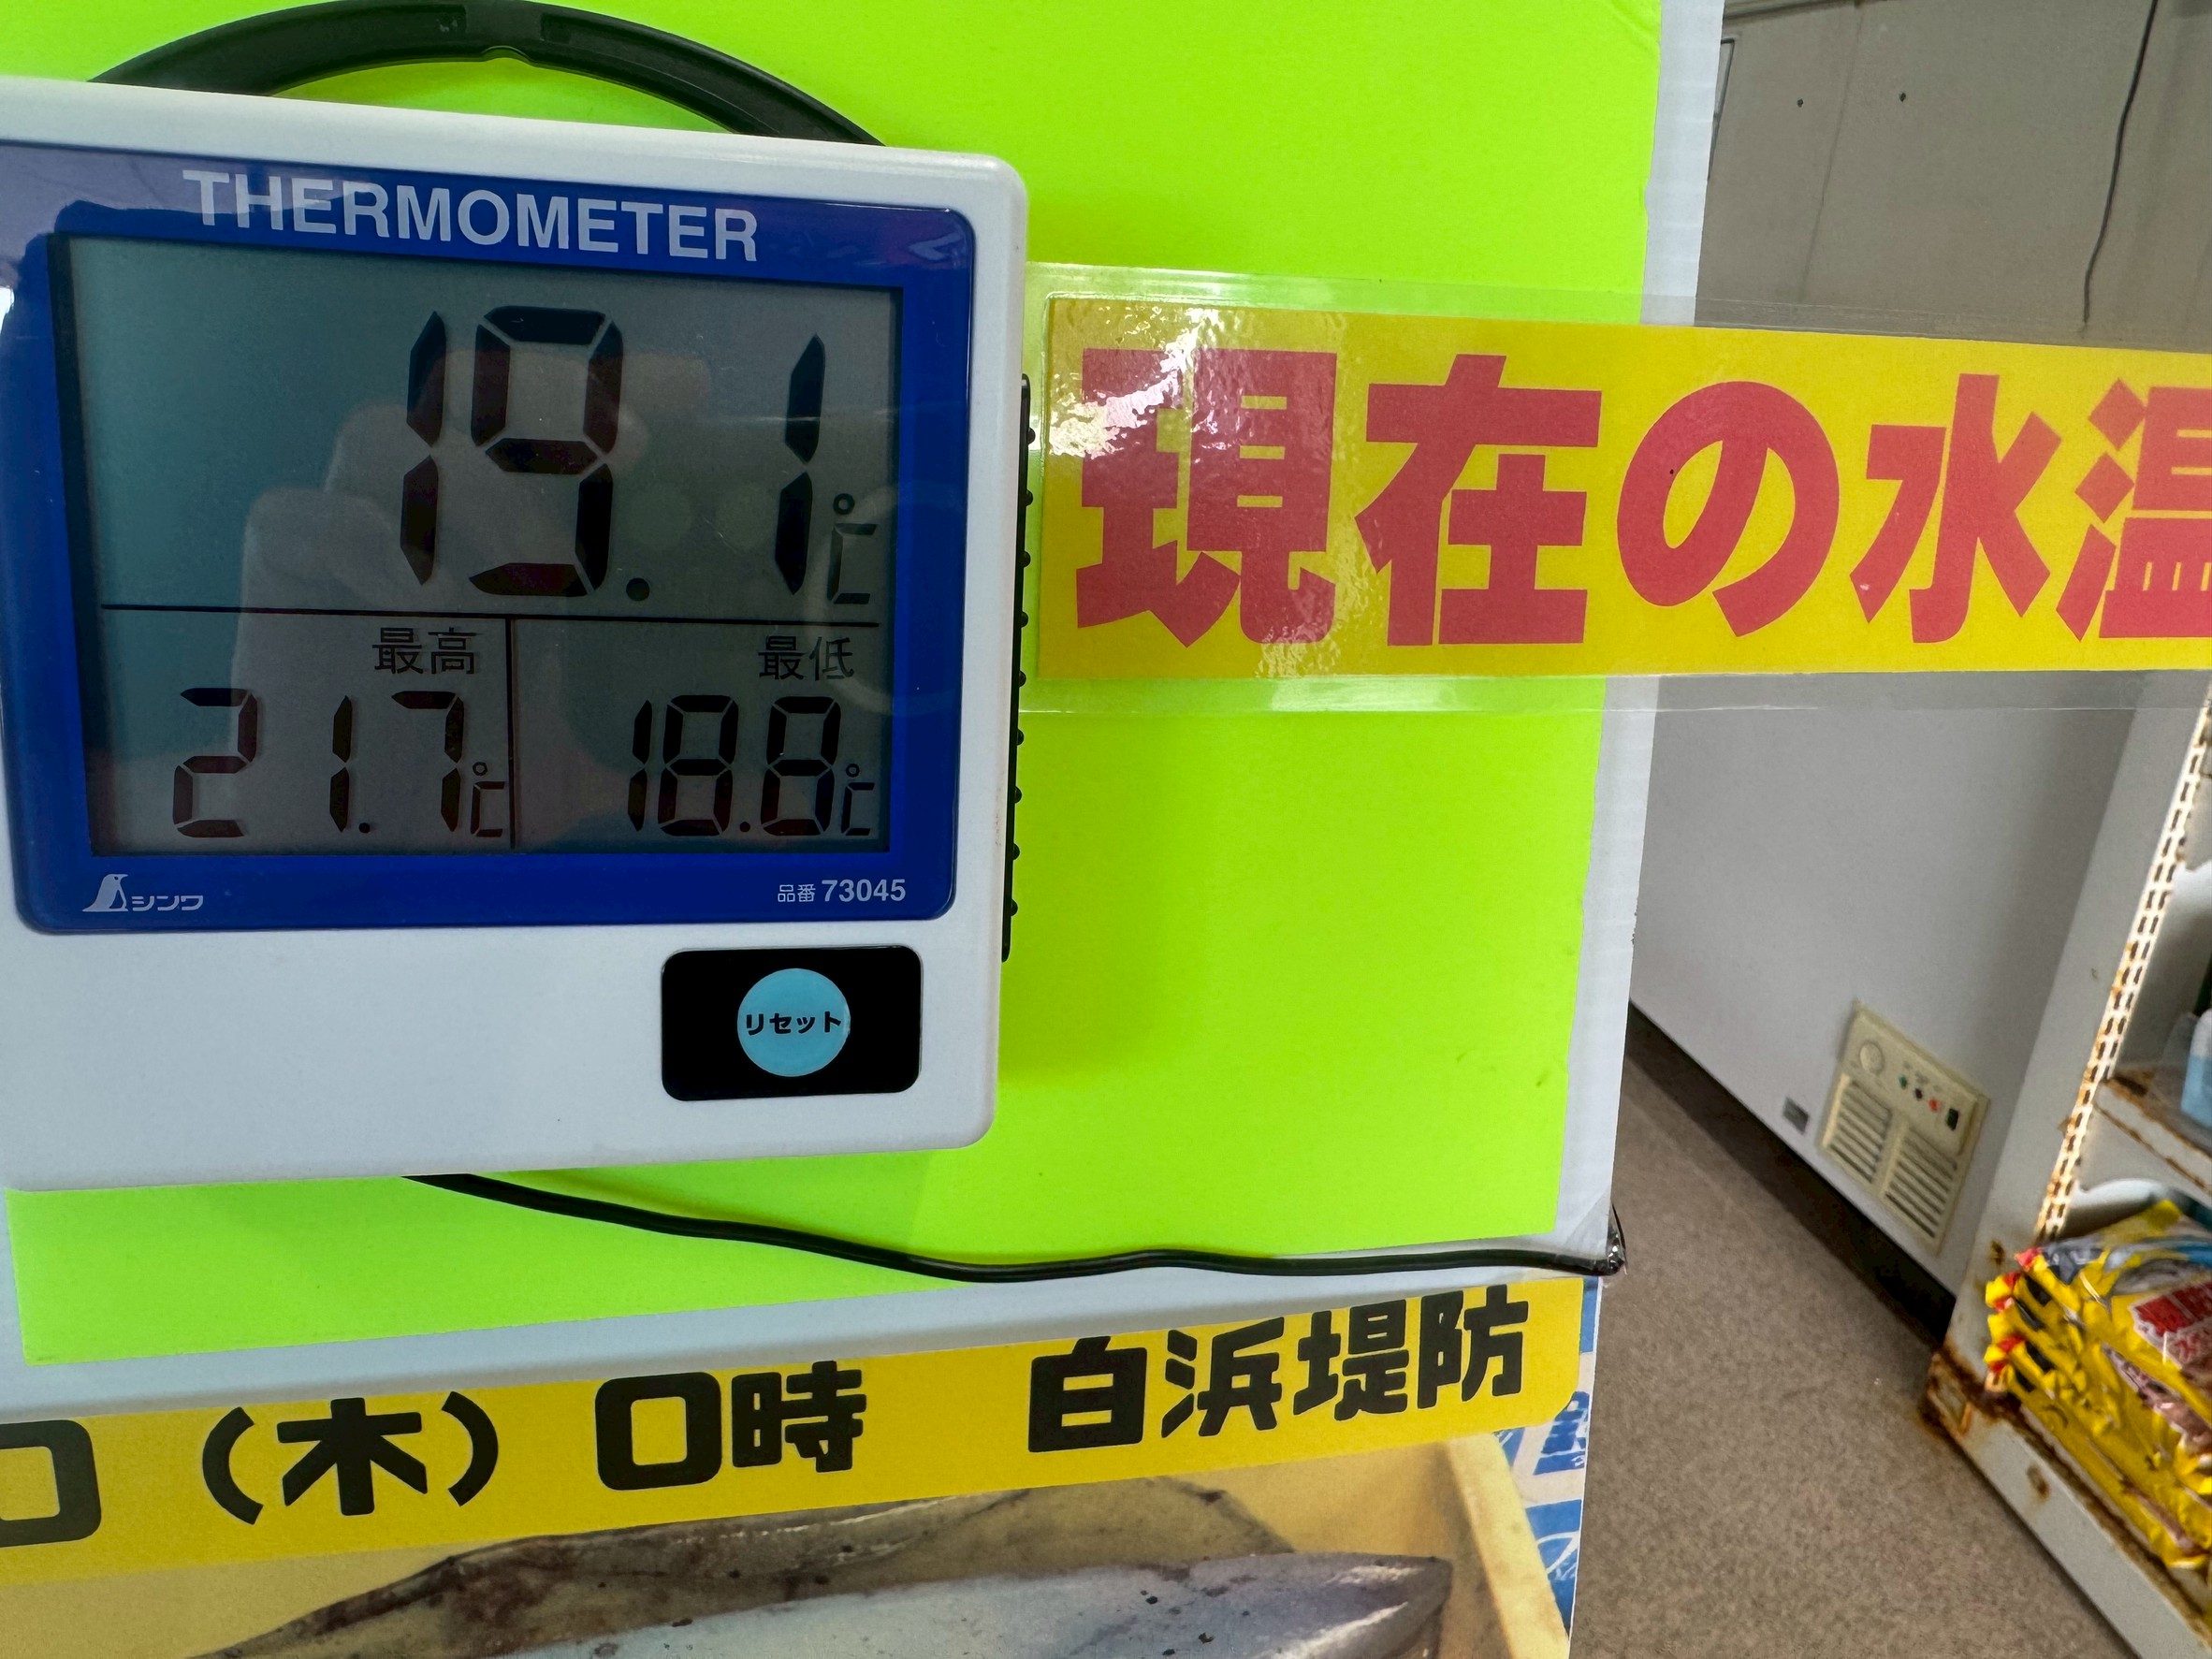 THERMOMETER
19.1℃
最高 最低
21.7℃ 18.8℃
シンワ 品番 73045
リセット
現在の水温
（木）０時 白浜堤防